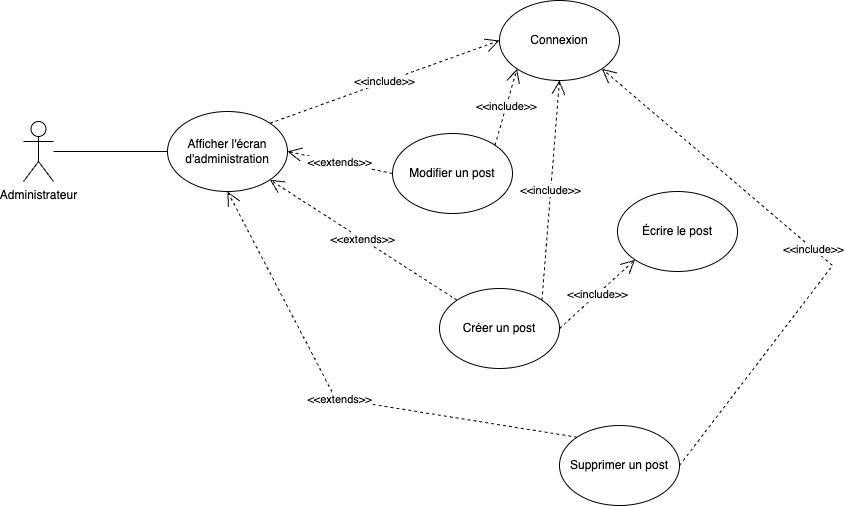 Connexion
<<include>>
<<include>>
Afficher l'écran
d'administration
<<extends>>
Modifier un post
Administrateur
<<include>>
Écrire le post
<<extends>>
<<include>>
<<include>>
Créer un post
<<extends>>
Supprimer un post